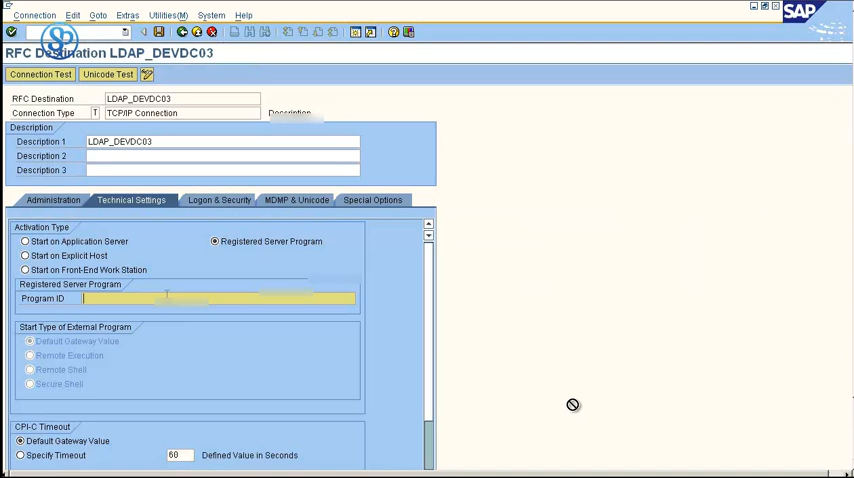 Connection Edit Goto Extras Utilities(M) System Help
SAP
RFC Destination LDAP_DEVDC03
Connection Test Unicode Test
RFC Destination LDAP_DEVDC03
Connection Type T TCP/IP Connection Description
Description
Description 1 LDAP_DEVDC03
Description 2
Description 3
Administration Technical Settings Logon & Security MDMP & Unicode Special Options
Activation Type
Start on Application Server Registered Server Program
Start on Explicit Host
Start on Front-End Work Station
Registered Server Program
Program ID
Start Type of External Program
Default Gateway Value
Remote Execution
Remote Shell
Secure Shell
CPI-C Timeout
Default Gateway Value
Specify Timeout 60 Defined Value in Seconds